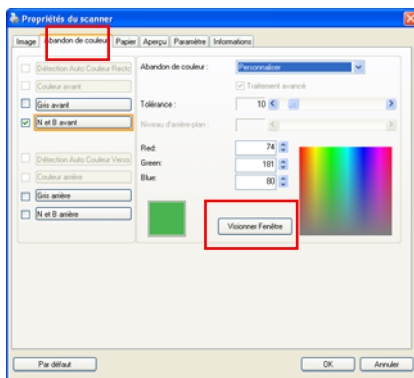 Propriétés du scanner
Image Abandon de couleur Papier Aperçu Paramètre Informations
Détection Auto Couleur Recto
Couleur avant
Gris avant
N et B avant
Détection Auto Couleur Verso
Couleur arrière
Gris arrière
N et B arrière
Abandon de couleur : Personnaliser
Traitement avancé
Tolérance : 10
Niveau d'arrière-plan :
Red: 74
Green: 181
Blue: 80
Visionner Fenêtre
Par défaut OK Annuler